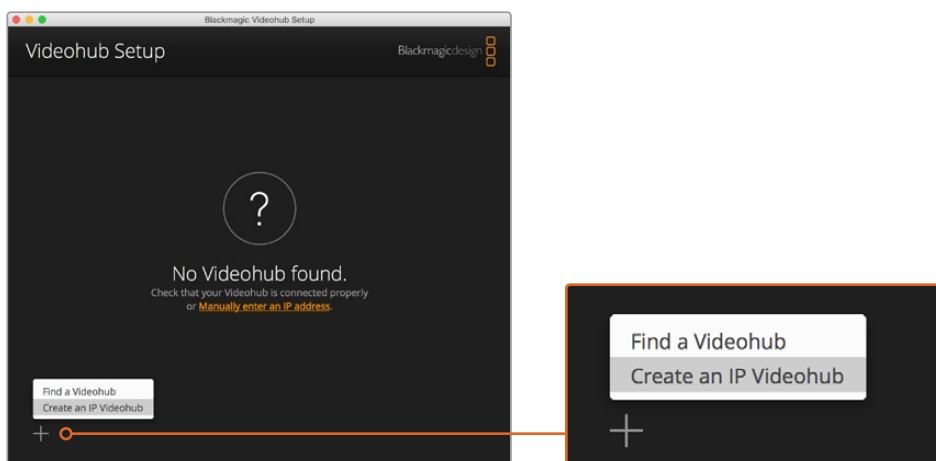 Blackmagic Videohub Setup
Videohub Setup
Blackmagicdesign
?
No Videohub found.
Check that your Videohub is connected properly
or Manually enter an IP address.
Find a Videohub
Create an IP Videohub
Find a Videohub
Create an IP Videohub